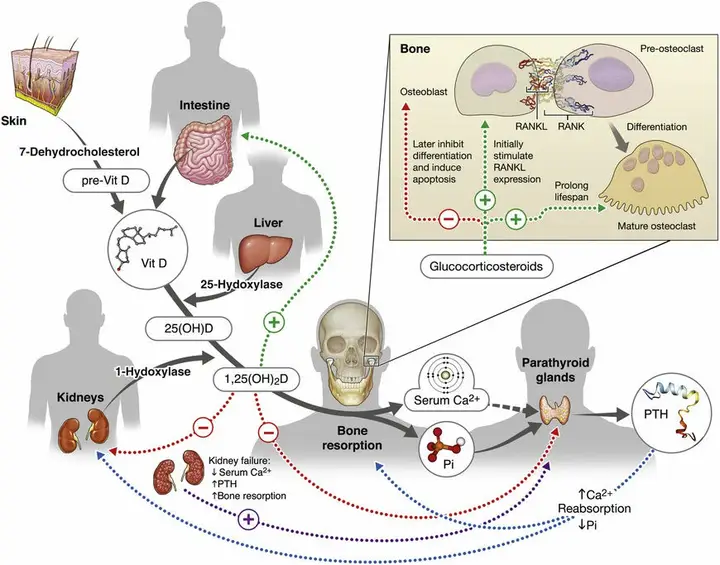 Skin
7-Dehydrocholesterol
pre-Vit D
Vit D
Intestine
Liver
25-Hydoxylase
25(OH)D
1-Hydoxylase
Kidneys
1,25(OH)₂D
+
−
−
Kidney failure:
↓ Serum Ca²⁺
↑PTH
↑Bone resorption
+
Bone
resorption
Serum Ca²⁺
Pi
Parathyroid
glands
PTH
↑Ca²⁺
Reabsorption
↓Pi
Bone
Osteoblast
Pre-osteoclast
RANKL
RANK
Differentiation
Later inhibit
differentiation
and induce
apoptosis
Initially
stimulate
RANKL
expression
Prolong
lifespan
−
+
+
Mature osteoclast
Glucocorticosteroids